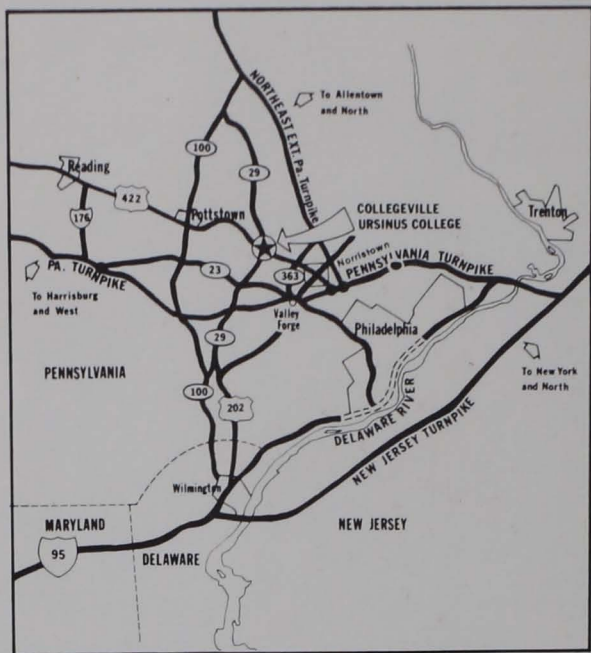 NORTHEAST EXT. Pa. Turnpike
To Allentown
and North
100
29
Reading
422
176
Pottstown
COLLEGEVILLE
URSINUS COLLEGE
Trenton
Norristown
PENNSYLVANIA TURNPIKE
363
23
PA. TURNPIKE
To Harrisburg
and West
Valley
Forge
Philadelphia
29
PENNSYLVANIA
To New York
and North
100
202
DELAWARE RIVER
NEW JERSEY TURNPIKE
Wilmington
MARYLAND
NEW JERSEY
95
DELAWARE